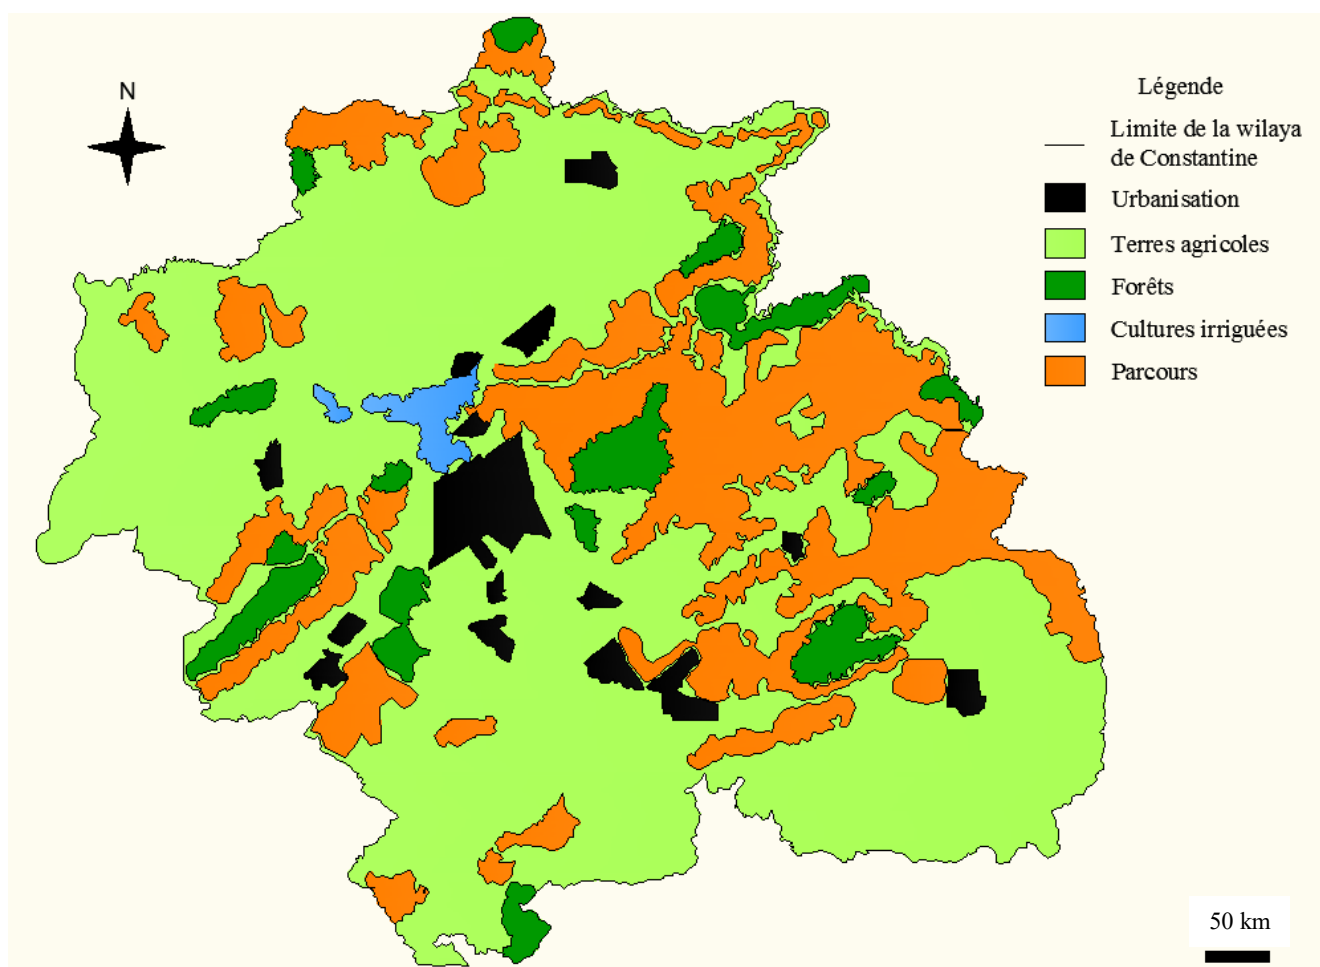 N
Légende
Limite de la wilaya
de Constantine
Urbanisation
Terres agricoles
Forêts
Cultures irriguées
Parcours
50 km